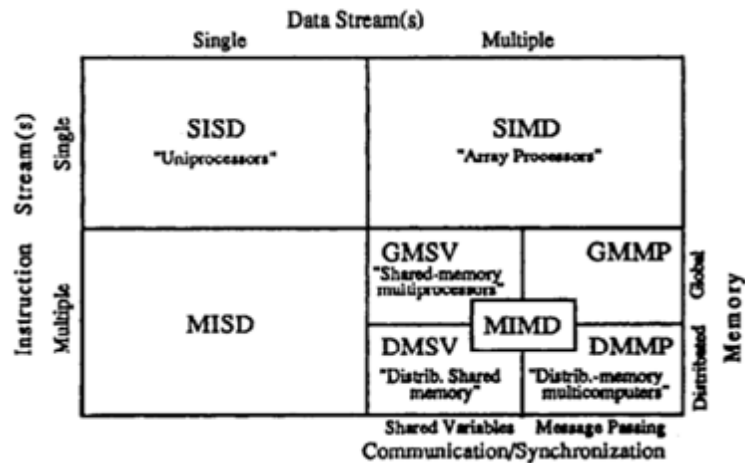 Data Stream(s)
Single
Multiple
Instruction Stream(s)
Single
Multiple
SISD
"Uniprocessors"
SIMD
"Array Processors"
MISD
GMSV
"Shared-memory
multiprocessors"
GMMP
MIMD
DMSV
"Distrib. Shared
memory"
DMMP
"Distrib.-memory
multicomputers"
Global
Distributed
Memory
Shared Variables
Message Passing
Communication/Synchronization